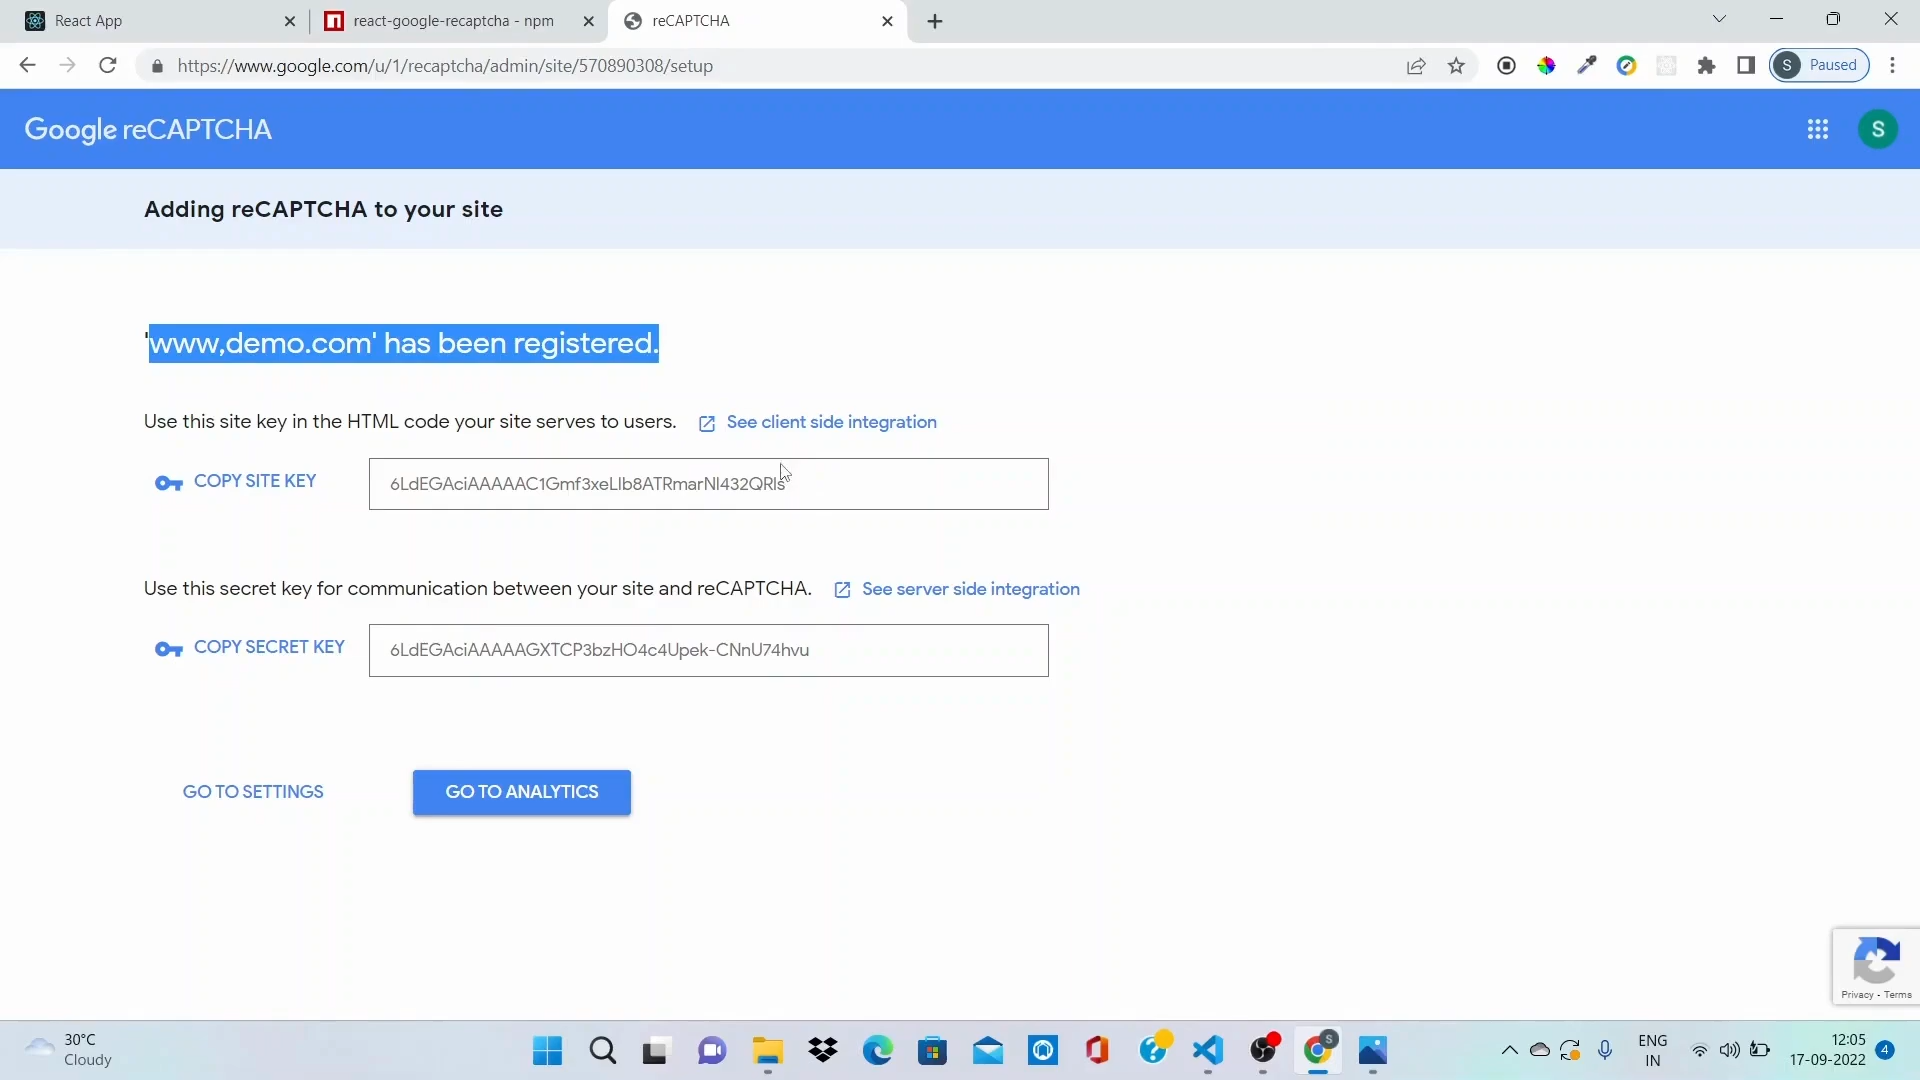 React App
react-google-recaptcha - npm
reCAPTCHA
https://www.google.com/u/1/recaptcha/admin/site/570890308/setup
S
Paused
Google reCAPTCHA
S
Adding reCAPTCHA to your site
'www,demo.com' has been registered.
Use this site key in the HTML code your site serves to users.
See client side integration
COPY SITE KEY
6LdEGAciAAAAAC1Gmf3xeLIb8ATRmarNI432QRIs
Use this secret key for communication between your site and reCAPTCHA.
See server side integration
COPY SECRET KEY
6LdEGAciAAAAAGXTCP3bzHO4c4Upek-CNnU74hvu
GO TO SETTINGS
GO TO ANALYTICS
Privacy - Terms
30°C
Cloudy
S
ENG
IN
12:05
17-09-2022
4